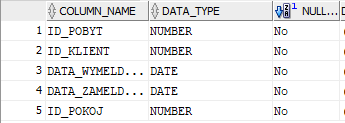 COLUMN_NAME DATA_TYPE 1 NULL...
1 ID_POBYT NUMBER No
2 ID_KLIENT NUMBER No
3 DATA_WYMELD... DATE No
4 DATA_ZAMELD... DATE No
5 ID_POKOJ NUMBER No